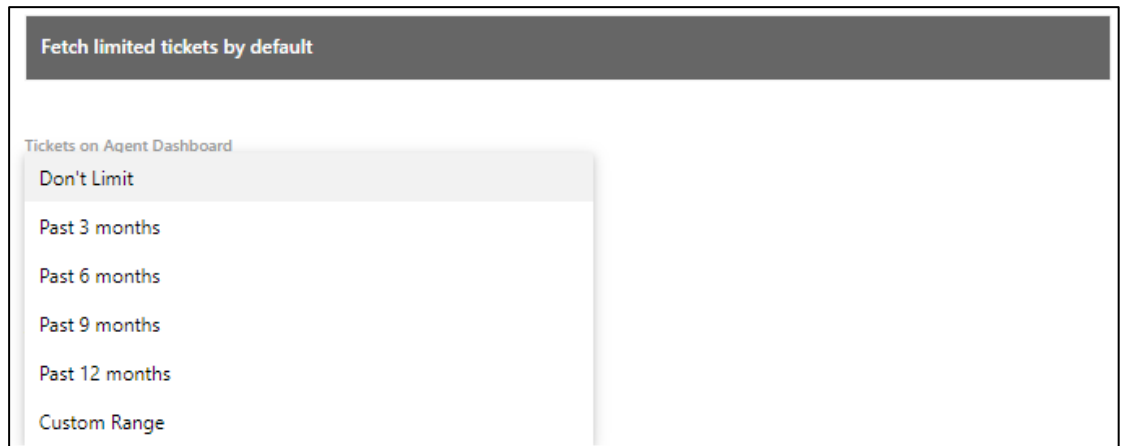 Fetch limited tickets by default
Tickets on Agent Dashboard
Don't Limit
Past 3 months
Past 6 months
Past 9 months
Past 12 months
Custom Range